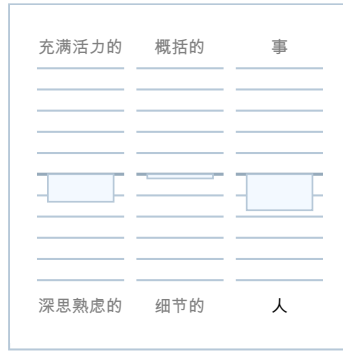 充满活力的 概括的 事
深思熟虑的 细节的 人